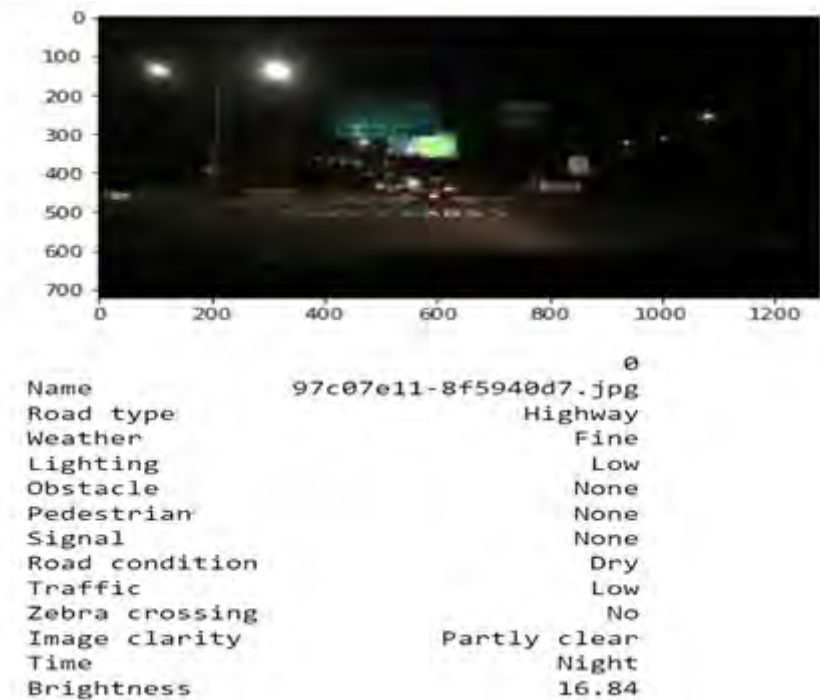 0
100
200
300
400
500
600
700
0 200 400 600 800 1000 1200
0
Name 97c07e11-8f5940d7.jpg
Road type Highway
Weather Fine
Lighting Low
Obstacle None
Pedestrian None
Signal None
Road condition Dry
Traffic Low
Zebra crossing No
Image clarity Partly clear
Time Night
Brightness 16.84